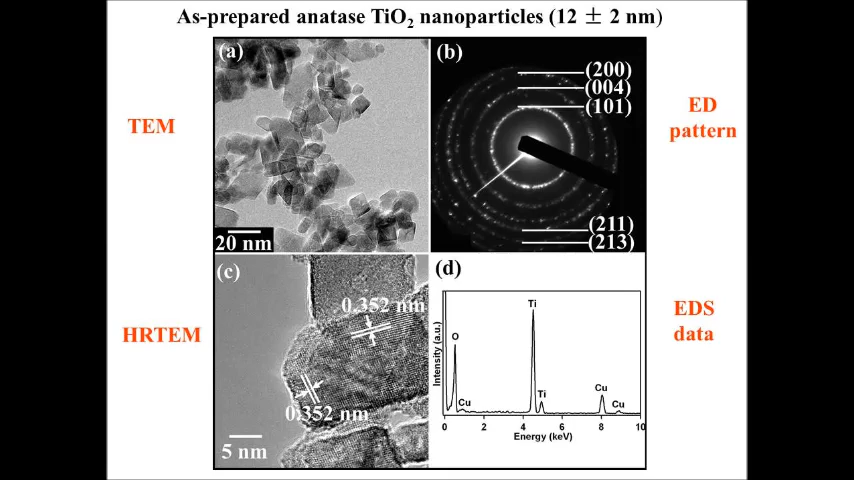 As-prepared anatase TiO₂ nanoparticles (12 ± 2 nm)
TEM
(a)
20 nm
(b)
(200)
(004)
(101)
(211)
(213)
ED
pattern
HRTEM
(c)
0.352 nm
0.352 nm
5 nm
(d)
Intensity (a.u.)
O
Cu
Ti
Ti
Cu
Cu
0 2 4 6 8 10
Energy (keV)
EDS
data